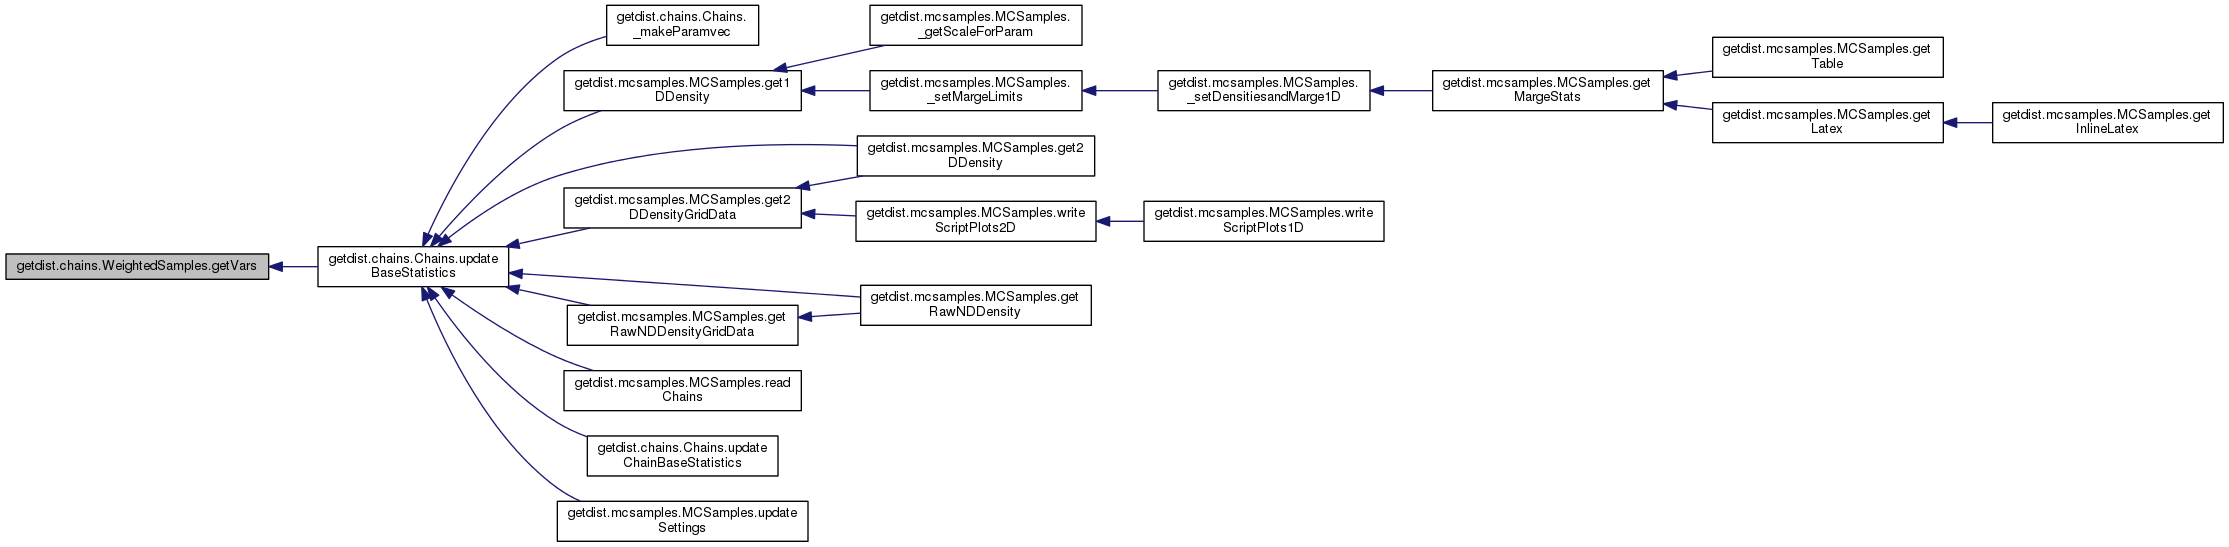 getdist.chains.Chains.
_makeParamvec
getdist.mcsamples.MCSamples.
_getScaleForParam
getdist.mcsamples.MCSamples.get
Table
getdist.mcsamples.MCSamples.get1
DDensity
getdist.mcsamples.MCSamples.
_setMargeLimits
getdist.mcsamples.MCSamples.
_setDensitiesandMarge1D
getdist.mcsamples.MCSamples.get
MargeStats
getdist.mcsamples.MCSamples.get
Latex
getdist.mcsamples.MCSamples.get
InlineLatex
getdist.mcsamples.MCSamples.get2
DDensity
getdist.mcsamples.MCSamples.get2
DDensityGridData
getdist.mcsamples.MCSamples.write
ScriptPlots2D
getdist.mcsamples.MCSamples.write
ScriptPlots1D
getdist.chains.WeightedSamples.getVars
getdist.chains.Chains.update
BaseStatistics
getdist.mcsamples.MCSamples.get
RawNDDensity
getdist.mcsamples.MCSamples.get
RawNDDensityGridData
getdist.mcsamples.MCSamples.read
Chains
getdist.chains.Chains.update
ChainBaseStatistics
getdist.mcsamples.MCSamples.update
Settings